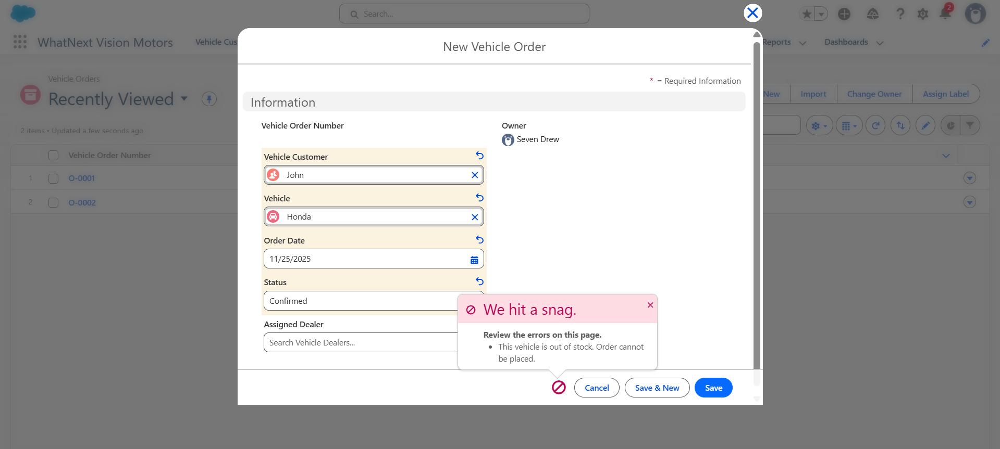 Search...
2
WhatNext Vision Motors
Vehicle Cus
Reports
Dashboards
New Vehicle Order
* = Required Information
Vehicle Orders
Recently Viewed
New
Import
Change Owner
Assign Label
Information
2 items • Updated a few seconds ago
Vehicle Order Number
Owner
Seven Drew
Vehicle Order Number
1
O-0001
2
O-0002
Vehicle Customer
John
Vehicle
Honda
Order Date
11/25/2025
Status
Confirmed
Assigned Dealer
Search Vehicle Dealers...
We hit a snag.
Review the errors on this page.
• This vehicle is out of stock. Order cannot
be placed.
Cancel
Save & New
Save